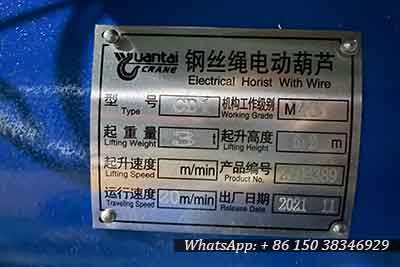 Yuantai
CRANE
钢丝绳电动葫芦
Electrical Horist With Wire
型 号
Type
CD1
机构工作级别
Working Grade
M
起 重 量
Lifting Weight
3 t
起升高度
Lifting Height
m
起升速度
Lifting Speed
m/min
产品编号
Product No.
运行速度
Traveling Speed
20 m/min
出厂日期
Release Date
2021 11
WhatsApp: + 86 150 38346929